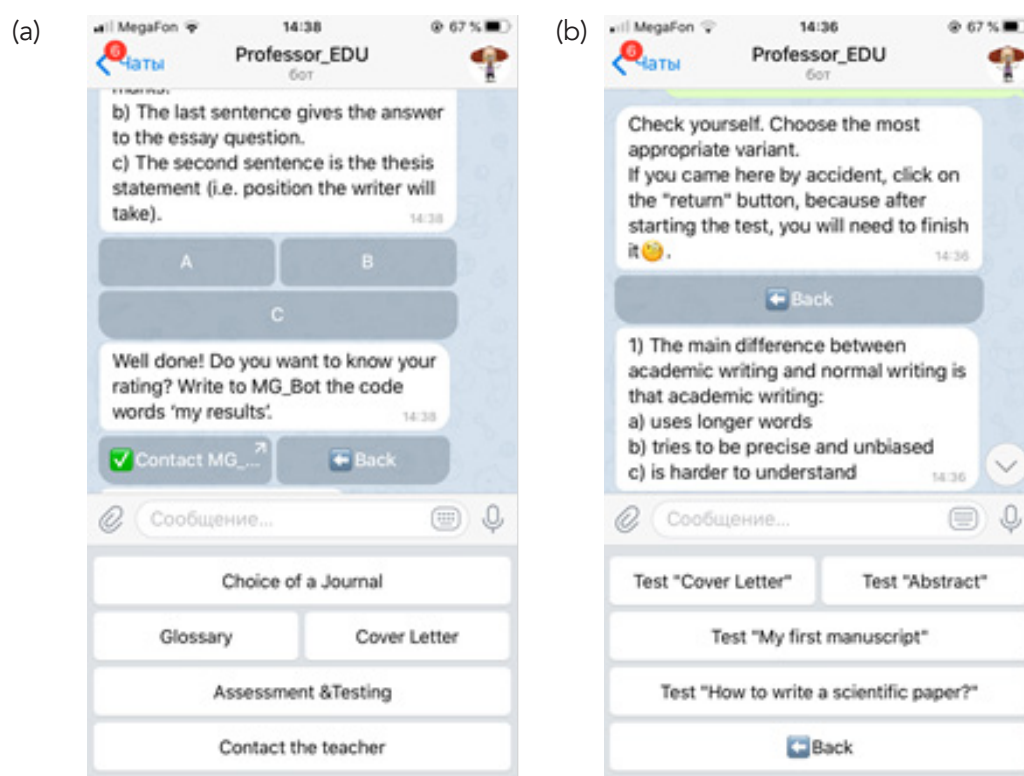 (a)
MegaFon 14:38 67 %
6
Чаты
Professor_EDU
бот
b) The last sentence gives the answer
to the essay question.
c) The second sentence is the thesis
statement (i.e. position the writer will
take).
14:38
A B
C
Well done! Do you want to know your
rating? Write to MG_Bot the code
words ‘my results’.
14:38
Contact MG_... Back
Сообщение...
Choice of a Journal
Glossary Cover Letter
Assessment &Testing
Contact the teacher
(b)
MegaFon 14:36 67 %
6
Чаты
Professor_EDU
бот
Check yourself. Choose the most
appropriate variant.
If you came here by accident, click on
the "return" button, because after
starting the test, you will need to finish
it🧐.
14:36
Back
1) The main difference between
academic writing and normal writing is
that academic writing:
a) uses longer words
b) tries to be precise and unbiased
c) is harder to understand
14:36
Сообщение...
Test "Cover Letter" Test "Abstract"
Test "My first manuscript"
Test "How to write a scientific paper?"
Back